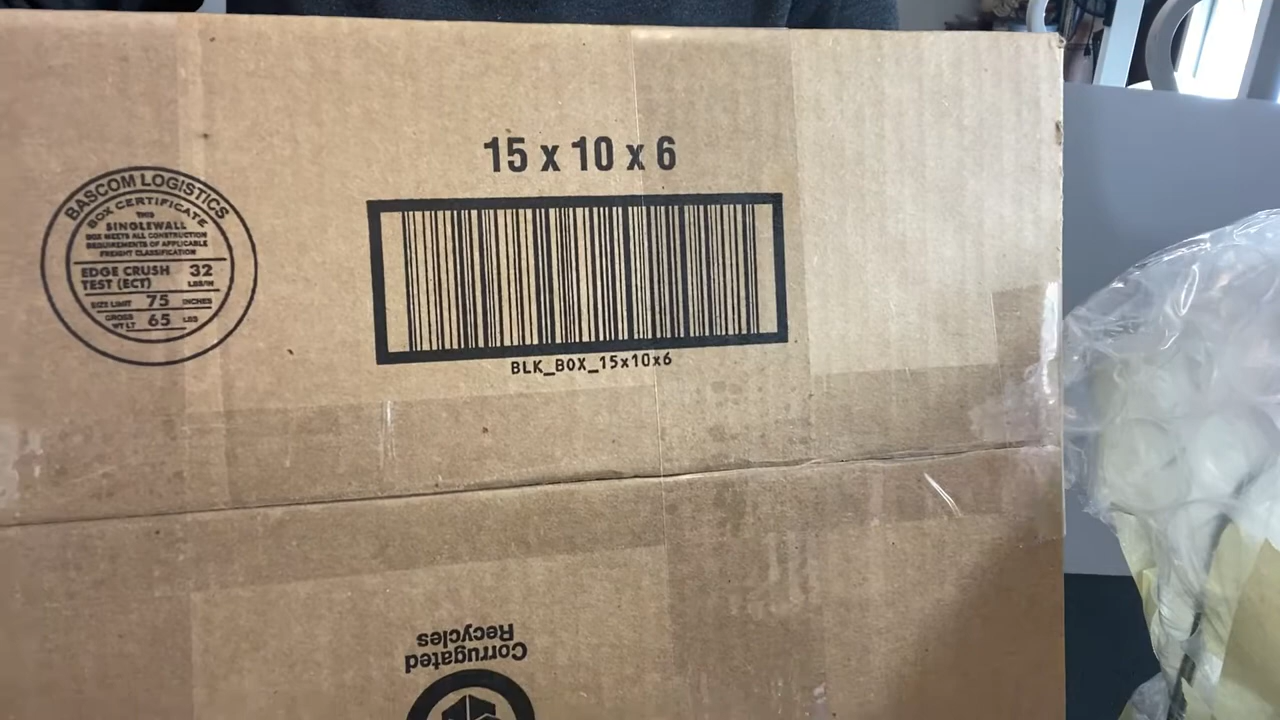 15 x 10 x 6
BLK_BOX_15x10x6
BASCOM LOGISTICS
BOX CERTIFICATE
THIS
SINGLEWALL
BOX MEETS ALL CONSTRUCTION
REQUIREMENTS OF APPLICABLE
FREIGHT CLASSIFICATION
EDGE CRUSH TEST (ECT) 32 LBS/IN
SIZE LIMIT 75 INCHES
GROSS WT LT 65 LBS
Corrugated
Recycles